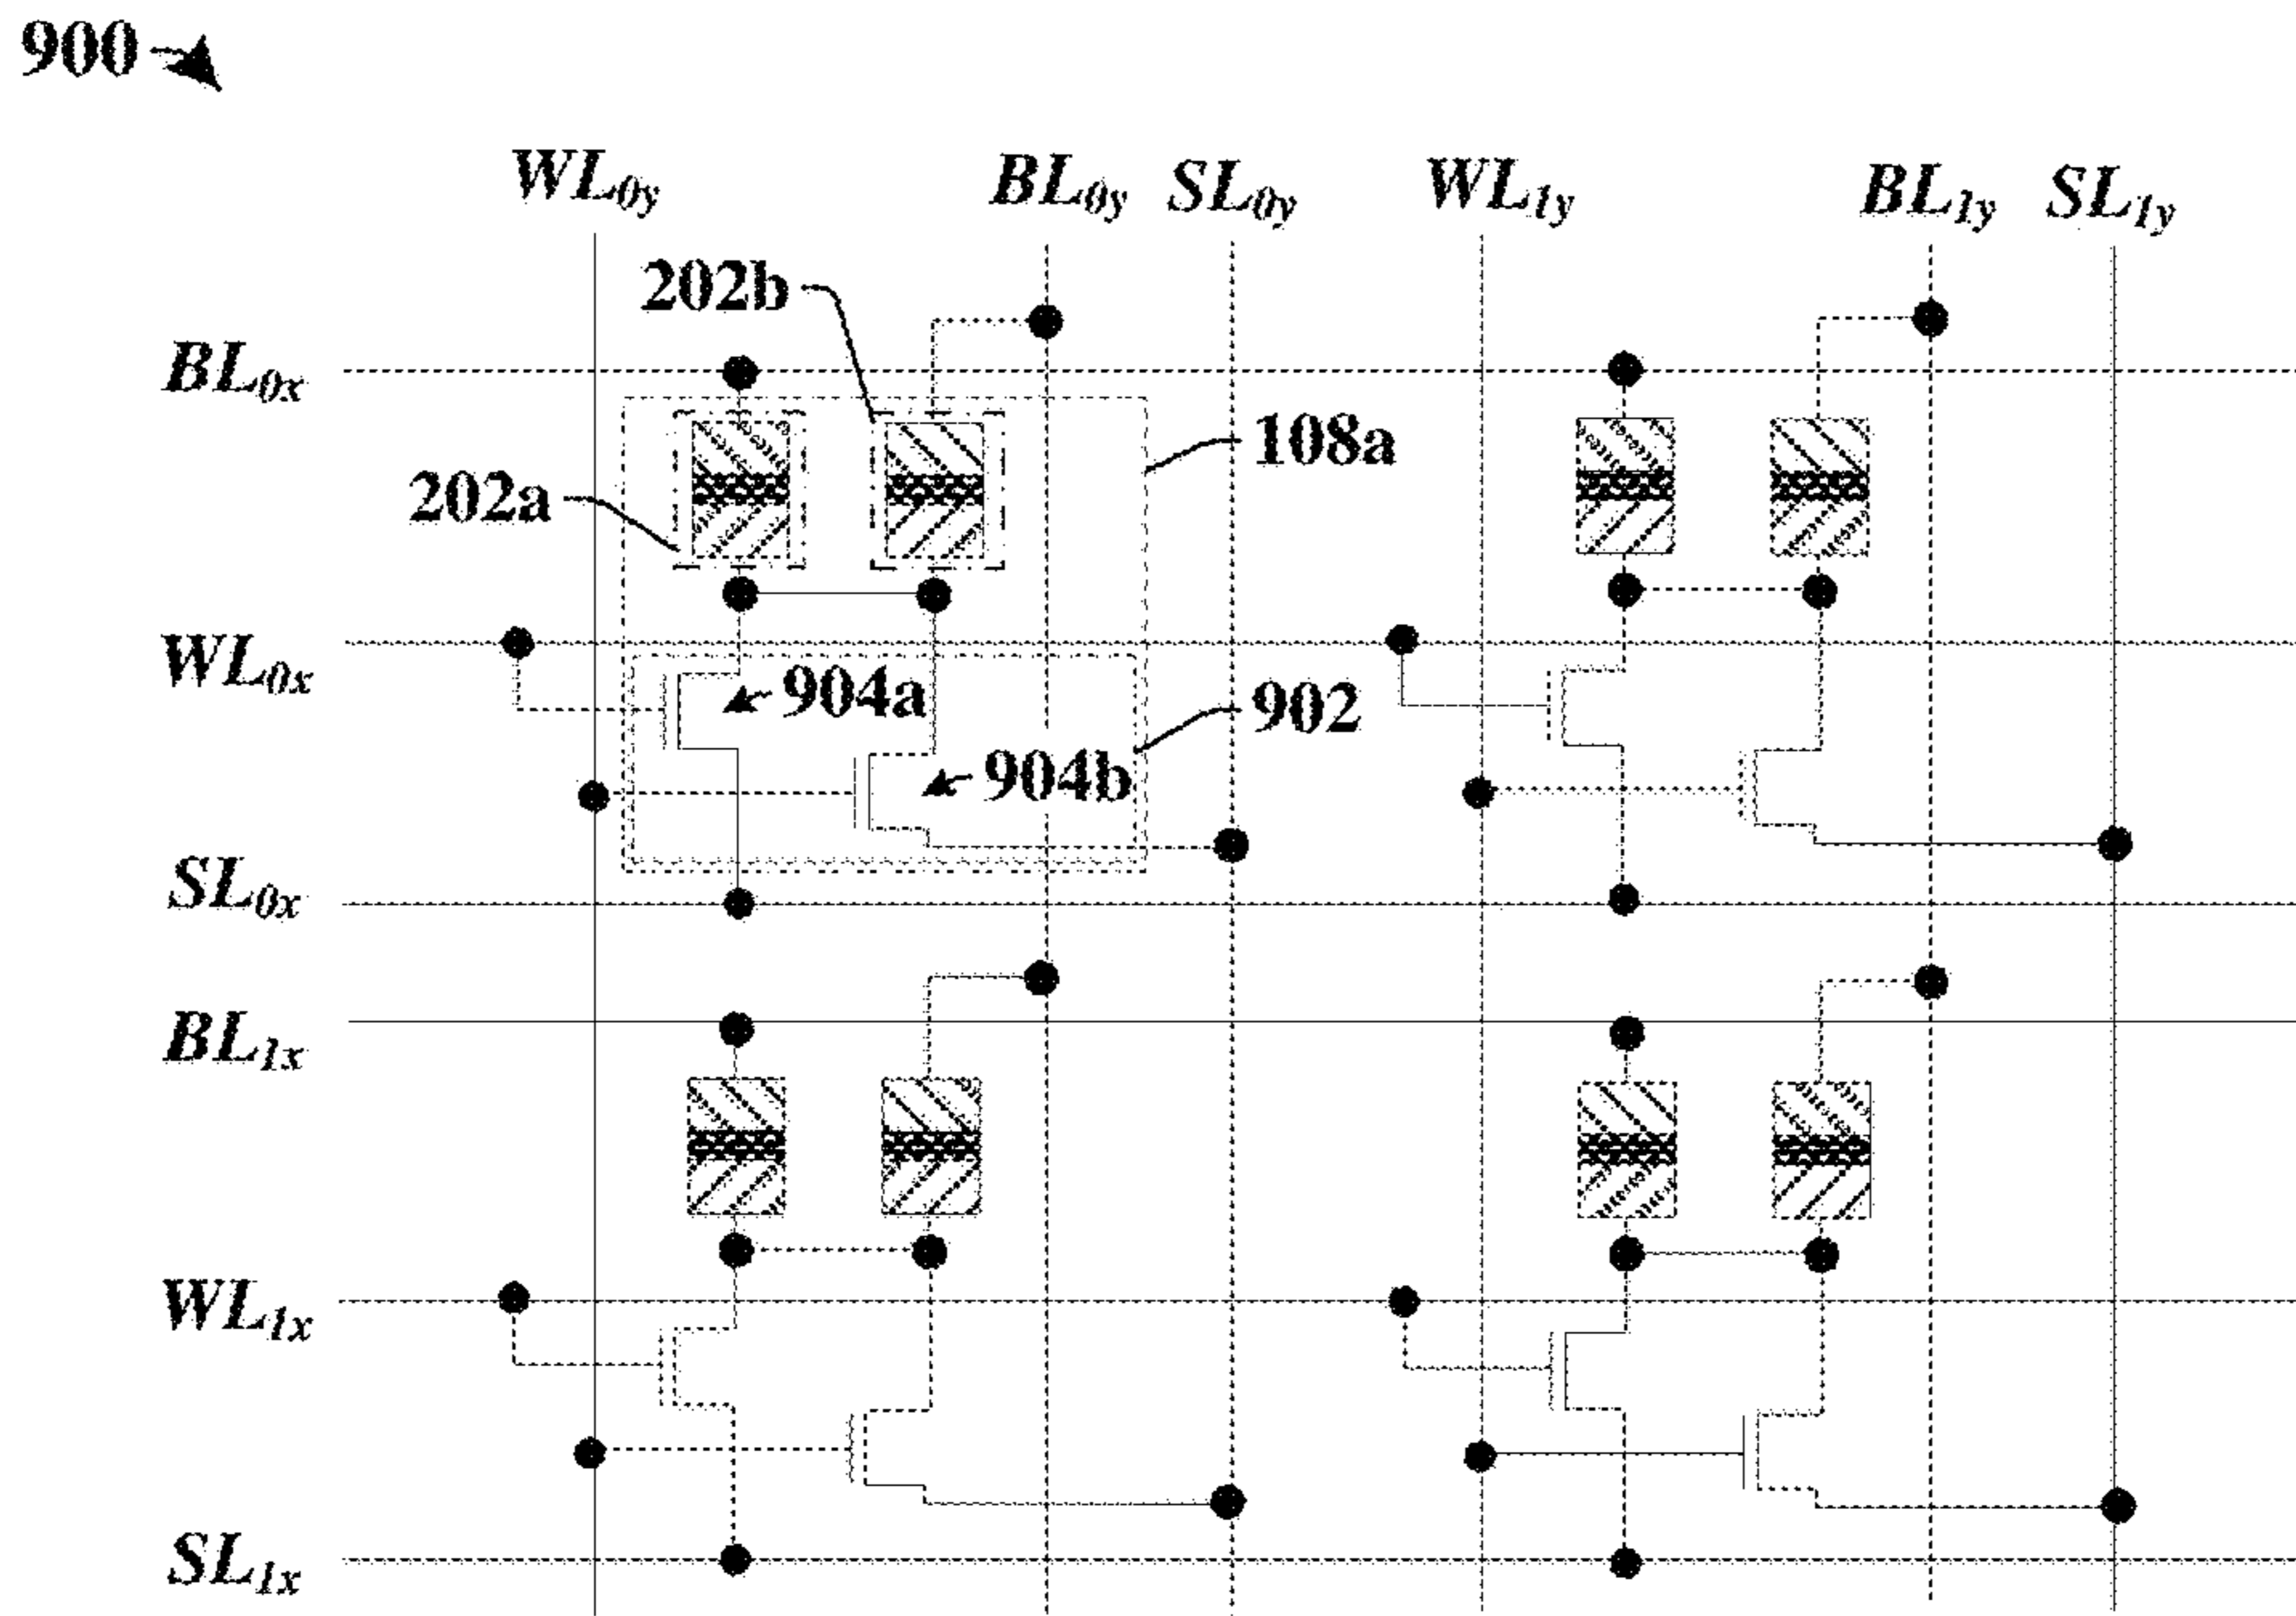 900
WL0y BL0y SL0y WL1y BL1y SL1y
202b
BL0x
108a
202a
WL0x
904a
902
904b
SL0x
BL1x
WL1x
SL1x